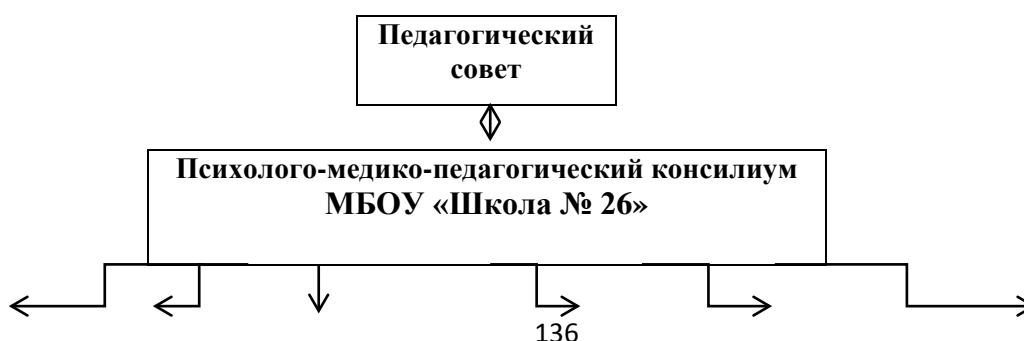 Педагогический
совет
Психолого-медико-педагогический консилиум
МБОУ «Школа № 26»
136